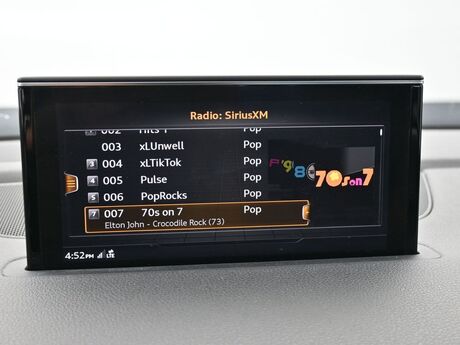 Radio: SiriusXM
002 Hits 1 Pop
003 xLUnwell Pop
3 004 xLTikTok Pop
4 005 Pulse Pop
5 006 PopRocks Pop
7 007 70s on 7 Pop
Elton John - Crocodile Rock (73)
70s on 7
4:52PM LTE